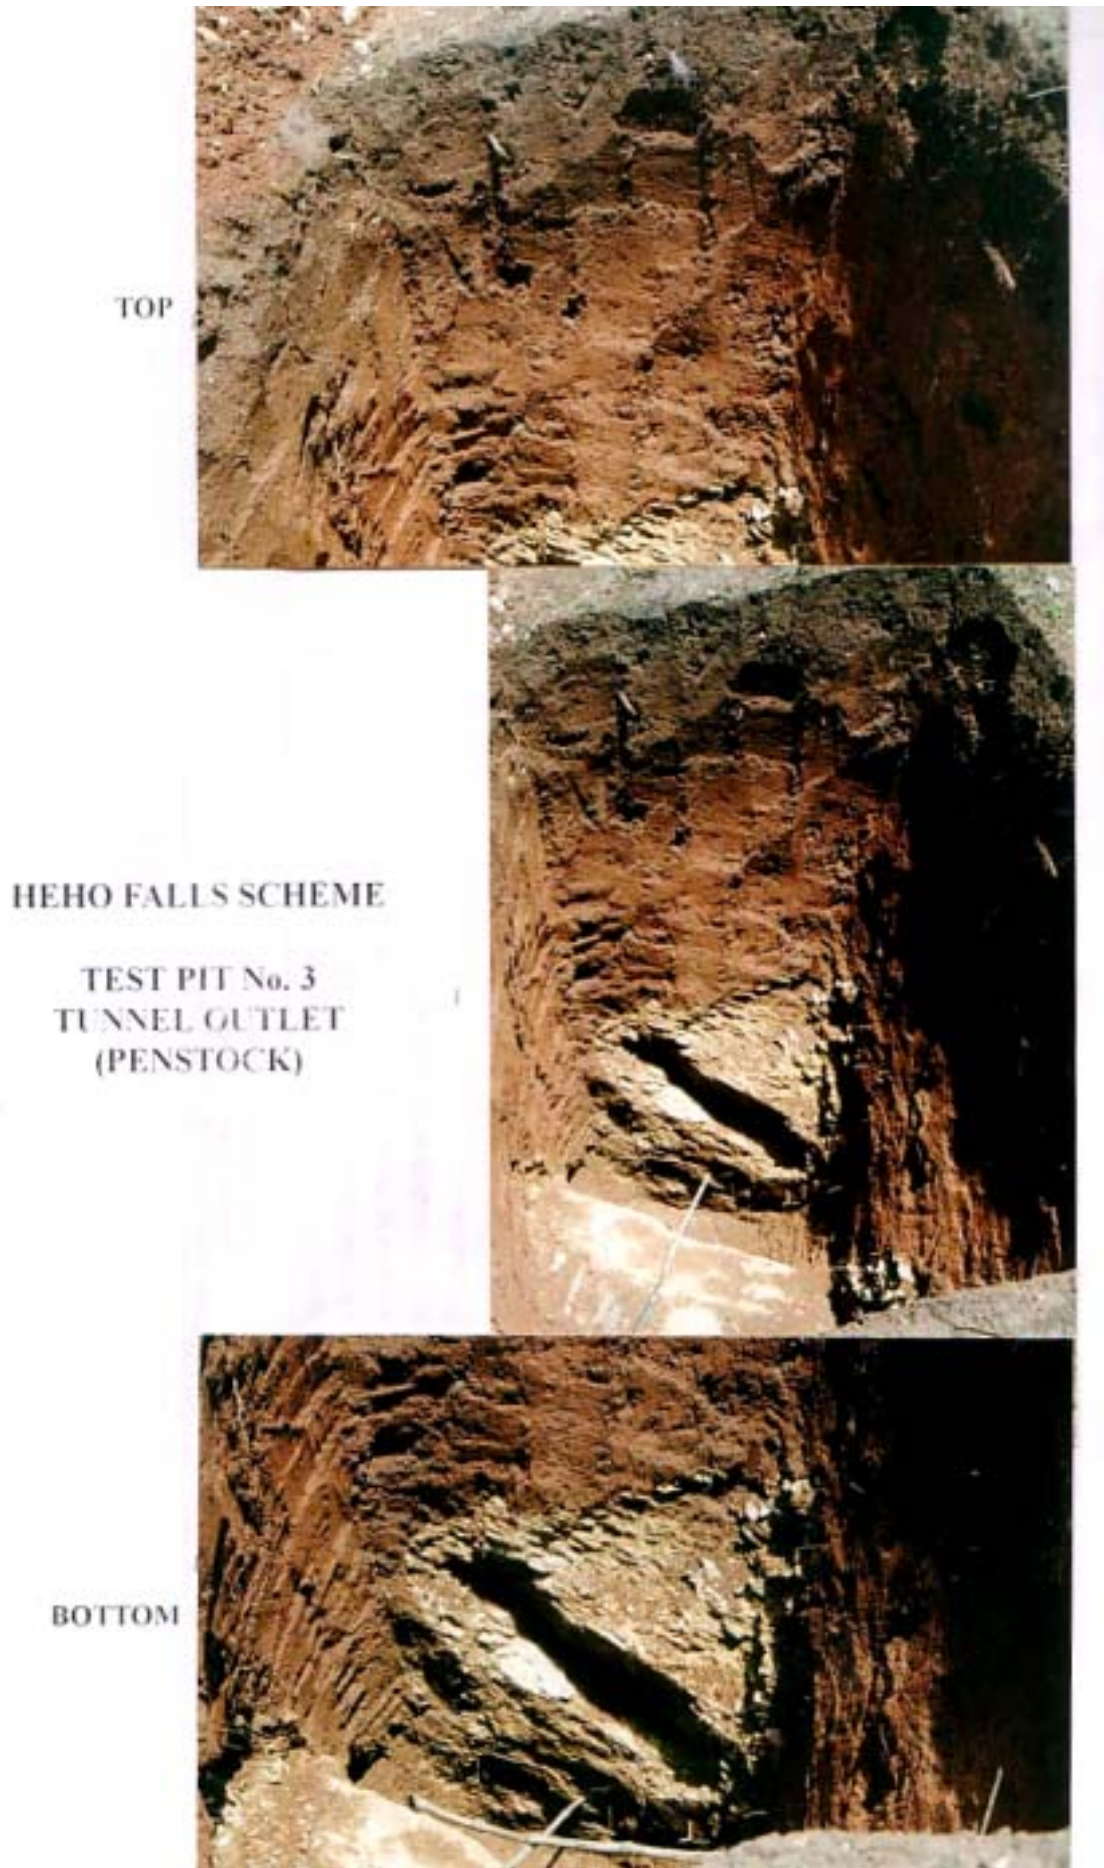 TOP
HEHO FALLS SCHEME
TEST PIT No. 3
TUNNEL OUTLET
(PENSTOCK)
BOTTOM